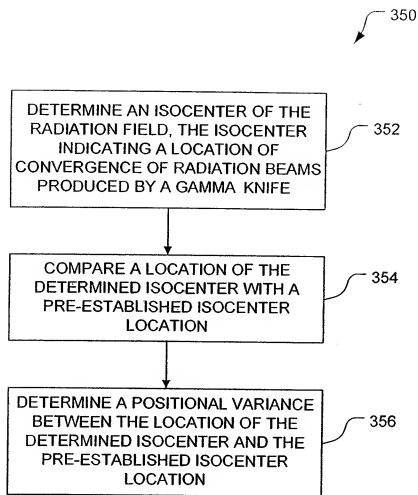 350
DETERMINE AN ISOCENTER OF THE
RADIATION FIELD, THE ISOCENTER
INDICATING A LOCATION OF
CONVERGENCE OF RADIATION BEAMS
PRODUCED BY A GAMMA KNIFE
352
COMPARE A LOCATION OF THE
DETERMINED ISOCENTER WITH A
PRE-ESTABLISHED ISOCENTER
LOCATION
354
DETERMINE A POSITIONAL VARIANCE
BETWEEN THE LOCATION OF THE
DETERMINED ISOCENTER AND THE
PRE-ESTABLISHED ISOCENTER
LOCATION
356